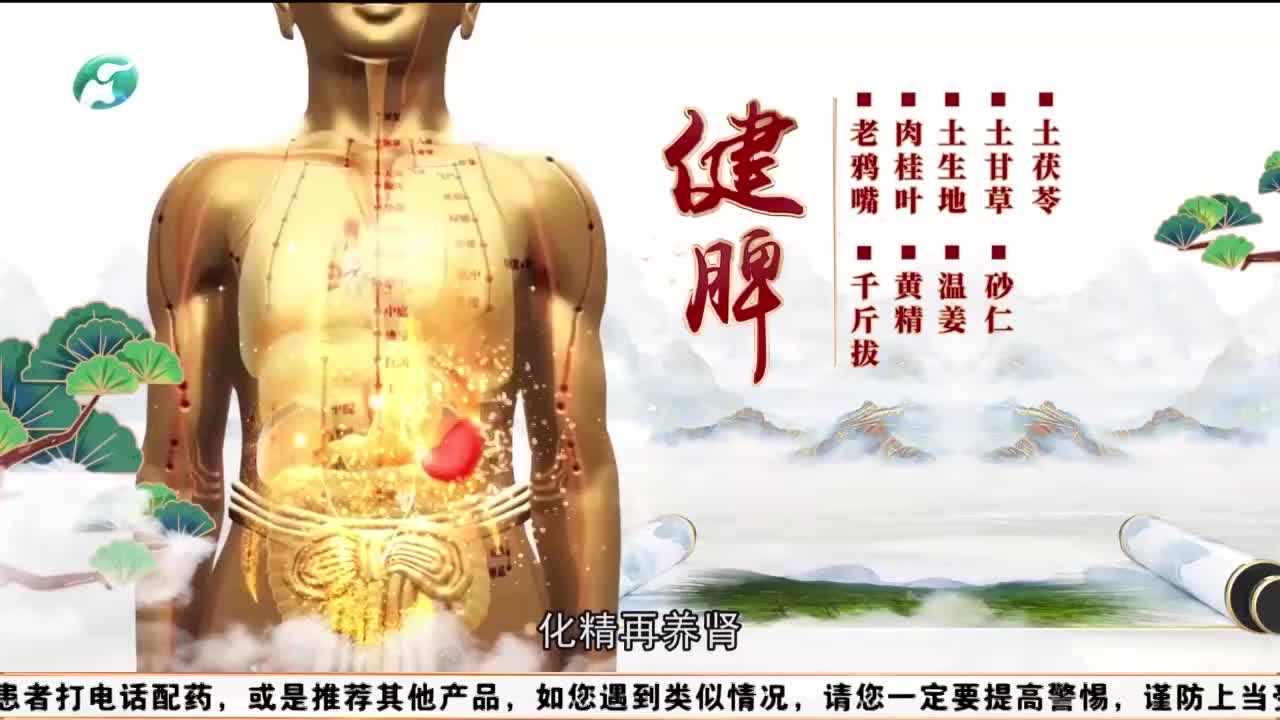 健脾
土茯苓
土甘草
土生地
肉桂叶
老鸦嘴
砂仁
温姜
黄精
千斤拔
中庭
化精再养肾
患者打电话配药，或是推荐其他产品，如您遇到类似情况，请您一定要提高警惕，谨防上当